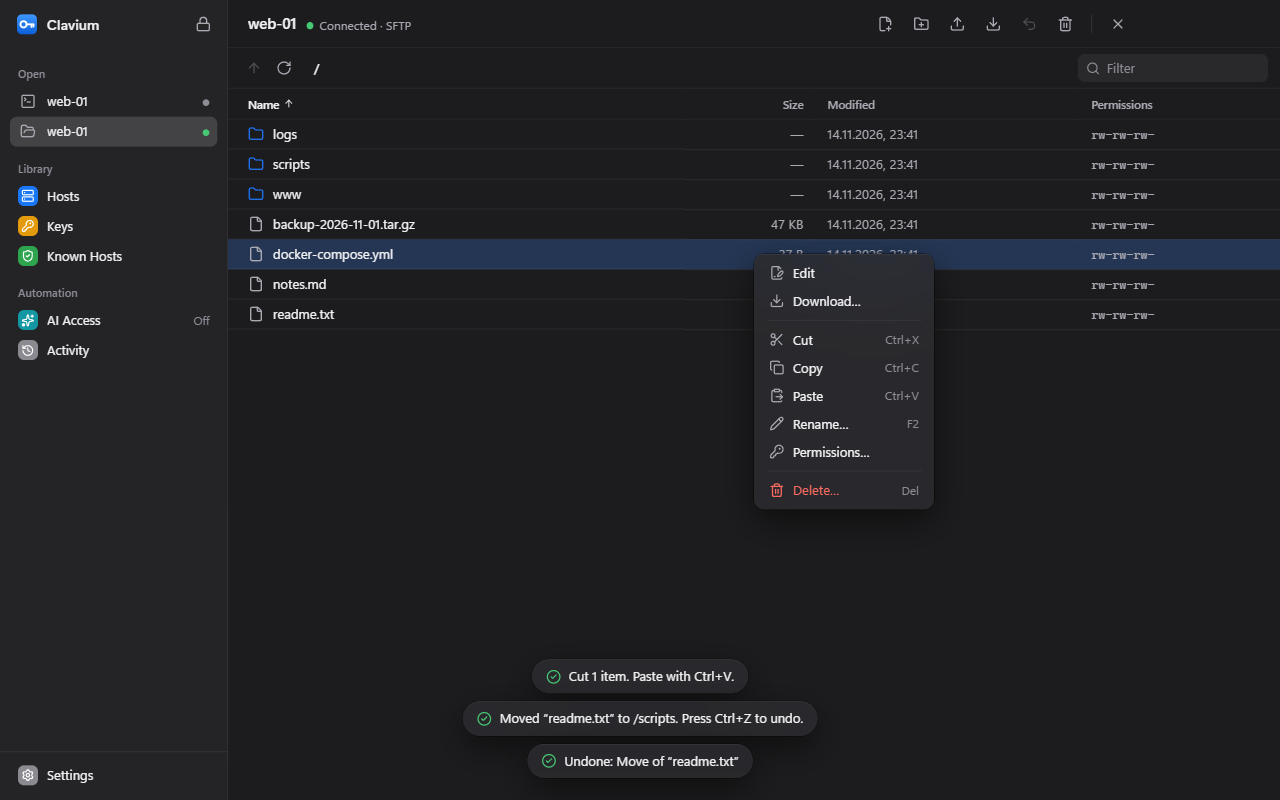 Clavium
web-01 Connected · SFTP
Open
web-01
web-01
Library
Hosts
Keys
Known Hosts
Automation
AI Access Off
Activity
Settings
/
Filter
Name Size Modified Permissions
logs — 14.11.2026, 23:41 rw-rw-rw-
scripts — 14.11.2026, 23:41 rw-rw-rw-
www — 14.11.2026, 23:41 rw-rw-rw-
backup-2026-11-01.tar.gz 47 KB 14.11.2026, 23:41 rw-rw-rw-
docker-compose.yml 27 B 14.11.2026, 23:41 rw-rw-rw-
notes.md rw-rw-rw-
readme.txt rw-rw-rw-
Edit
Download...
Cut Ctrl+X
Copy Ctrl+C
Paste Ctrl+V
Rename... F2
Permissions...
Delete... Del
Cut 1 item. Paste with Ctrl+V.
Moved “readme.txt” to /scripts. Press Ctrl+Z to undo.
Undone: Move of “readme.txt”